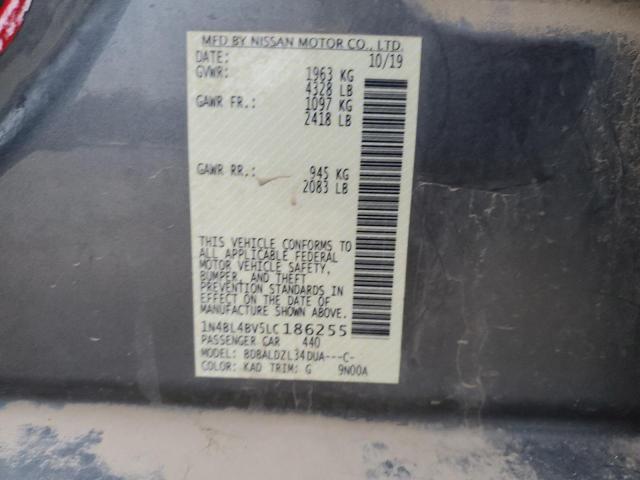 MFD BY NISSAN MOTOR CO., LTD.
DATE: 10/19
GVWR: 1963 KG
4328 LB
GAWR FR.: 1097 KG
2418 LB
GAWR RR.: 945 KG
2083 LB
THIS VEHICLE CONFORMS TO
ALL APPLICABLE FEDERAL
MOTOR VEHICLE SAFETY,
BUMPER, AND THEFT
PREVENTION STANDARDS IN
EFFECT ON THE DATE OF
MANUFACTURE SHOWN ABOVE.
1N4BL4BV5LC186255
PASSENGER CAR 440
MODEL: BDBALDZL34DUA---C-
COLOR: KAD TRIM: G 9N00A